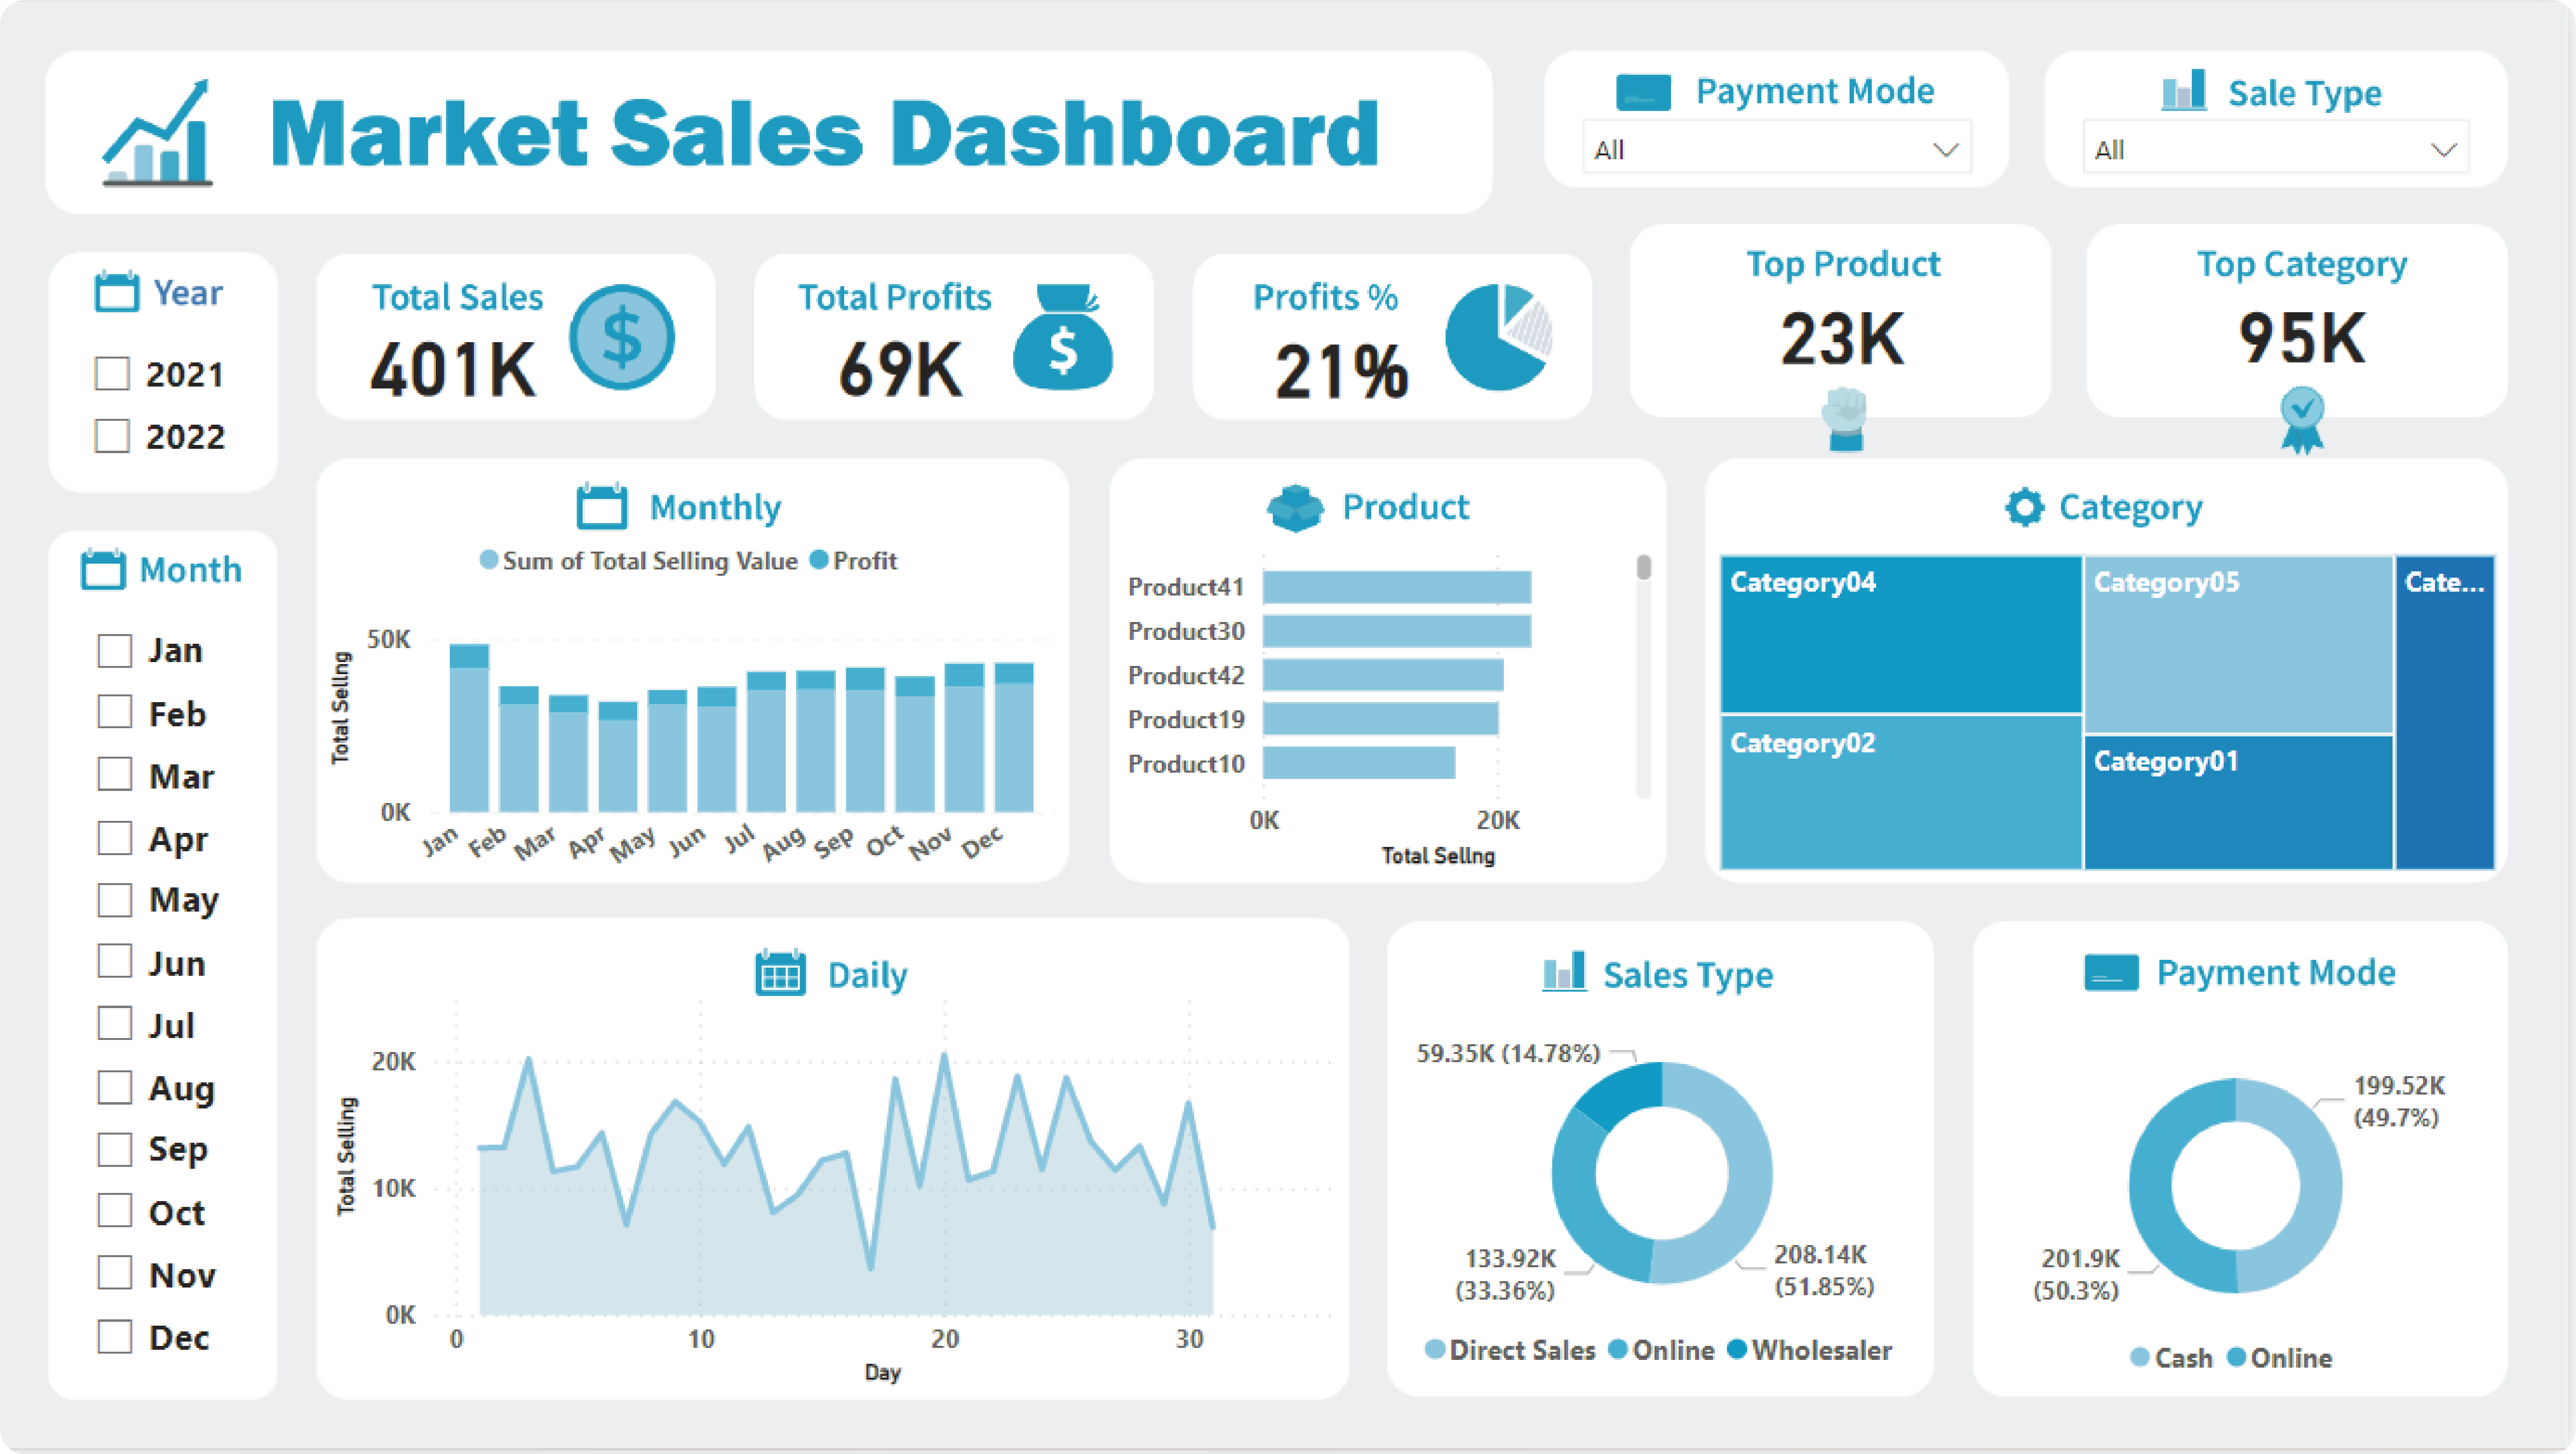 Market Sales Dashboard
Payment Mode
All
Sale Type
All
Year
2021
2022
Total Sales
401K
$
Total Profits
69K
$
Profits %
21%
Top Product
23K
Top Category
95K
Month
Jan
Feb
Mar
Apr
May
Jun
Jul
Aug
Sep
Oct
Nov
Dec
Monthly
Sum of Total Selling Value Profit
Total Sellng
50K
0K
Jan Feb Mar Apr May Jun Jul Aug Sep Oct Nov Dec
Product
Product41
Product30
Product42
Product19
Product10
0K 20K
Total Sellng
Category
Category04
Category05
Cate...
Category02
Category01
Daily
Total Selling
20K
10K
0K
0 10 20 30
Day
Sales Type
59.35K (14.78%)
133.92K
(33.36%)
208.14K
(51.85%)
Direct Sales Online Wholesaler
Payment Mode
199.52K
(49.7%)
201.9K
(50.3%)
Cash Online